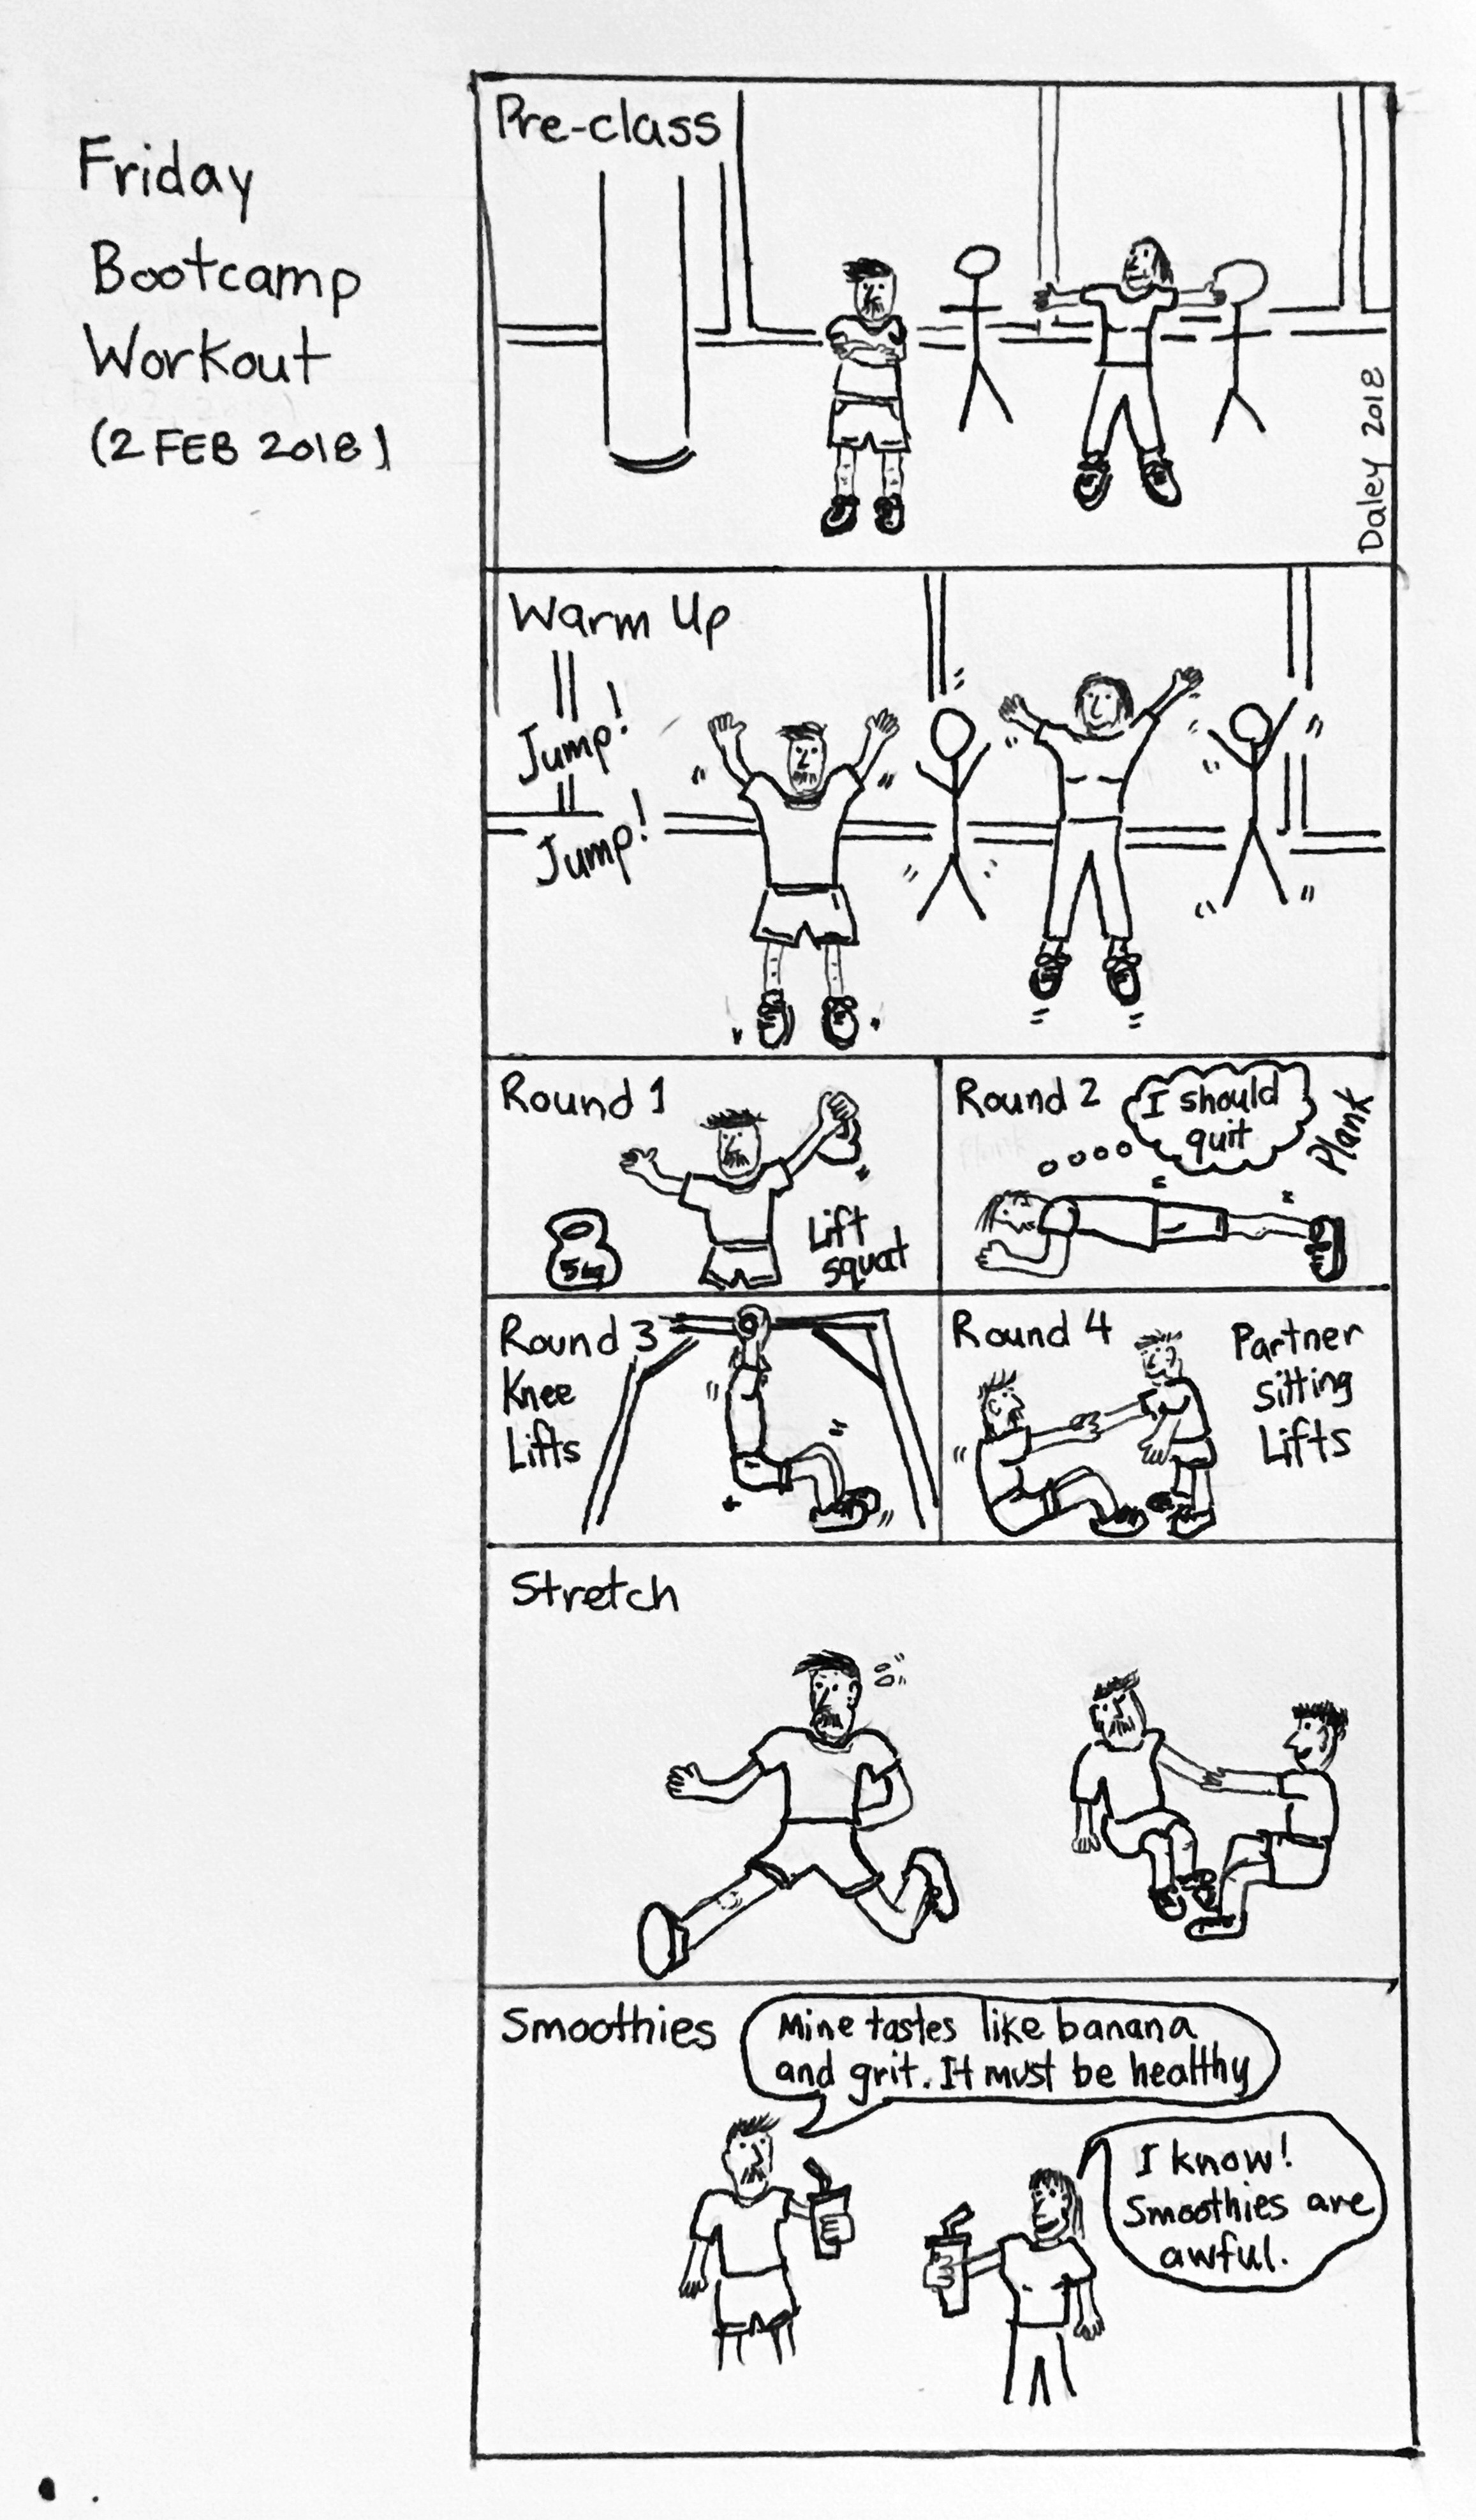 Friday
Bootcamp
Workout
(2 FEB 2018)
Pre-class
Daley 2018
Warm Up
Jump!
Jump!
Round 1
5kg
Lift
squat
Round 2
I should
quit
Plank
Round 3
Knee
Lifts
Round 4
Partner
Sitting
Lifts
Stretch
Smoothies
Mine tastes like banana
and grit. It must be healthy
I know!
Smoothies are
awful.